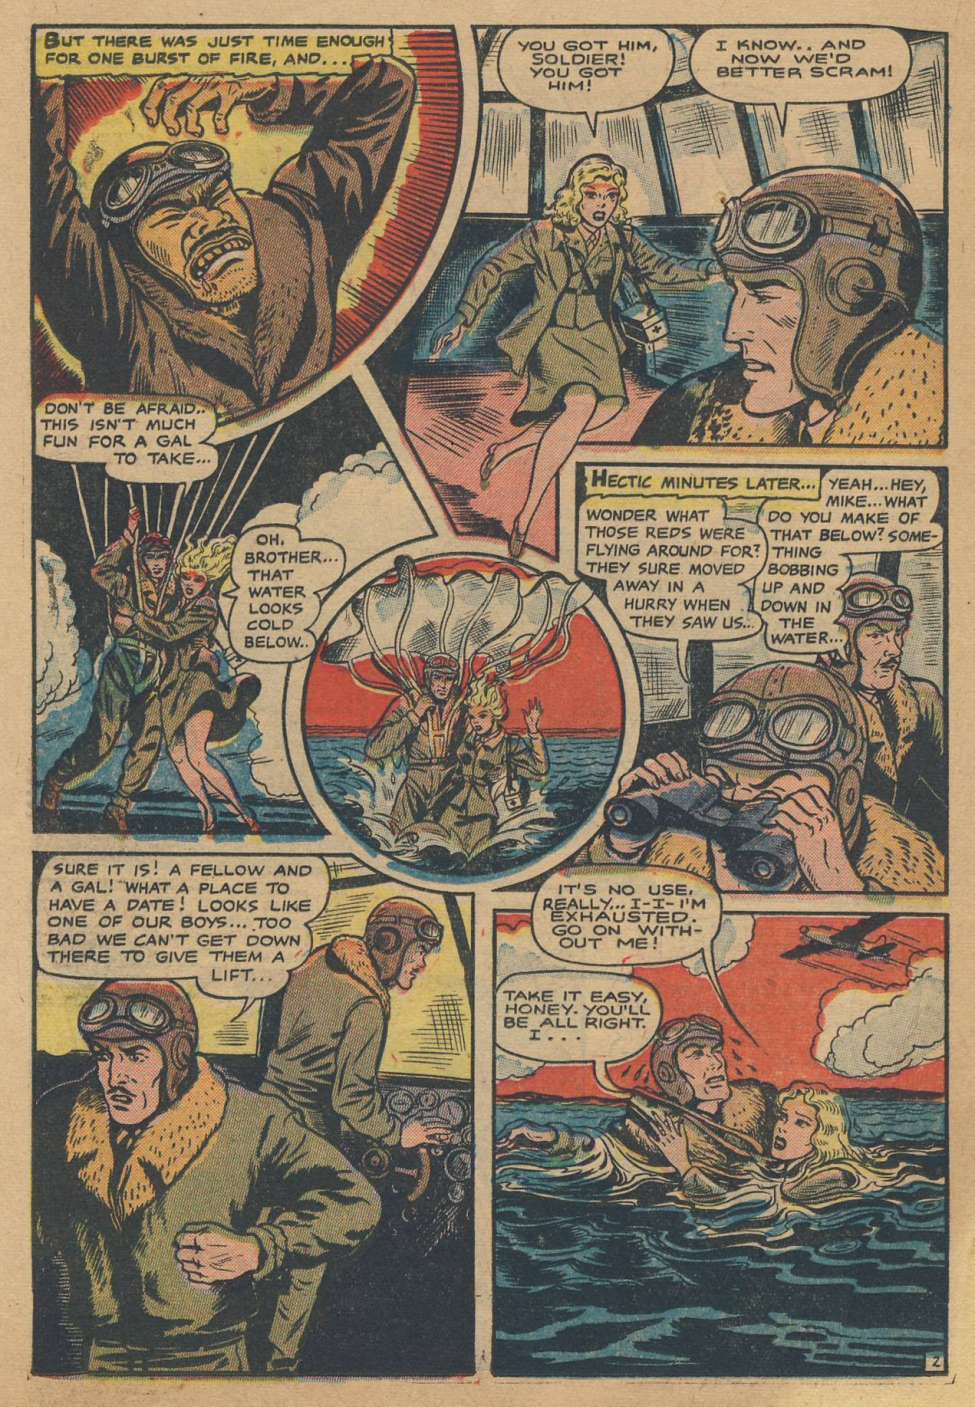 BUT THERE WAS JUST TIME ENOUGH
FOR ONE BURST OF FIRE, AND...
YOU GOT HIM,
SOLDIER!
YOU GOT
HIM!
I KNOW.. AND
NOW WE'D
BETTER SCRAM!
DON'T BE AFRAID..
THIS ISN'T MUCH
FUN FOR A GAL
TO TAKE...
OH,
BROTHER...
THAT
WATER
LOOKS
COLD
BELOW..
HECTIC MINUTES LATER...
WONDER WHAT
THOSE REDS WERE
FLYING AROUND FOR?
THEY SURE MOVED
AWAY IN A
HURRY WHEN
THEY SAW US...
YEAH...HEY,
MIKE...WHAT
DO YOU MAKE OF
THAT BELOW? SOME-
THING
BOBBING
UP AND
DOWN IN
THE
WATER...
SURE IT IS! A FELLOW AND
A GAL! WHAT A PLACE TO
HAVE A DATE! LOOKS LIKE
ONE OF OUR BOYS... TOO
BAD WE CAN'T GET DOWN
THERE TO GIVE THEM A
LIFT...
IT'S NO USE,
REALLY... I-I-I'M
EXHAUSTED.
GO ON WITH-
OUT ME!
TAKE IT EASY,
HONEY. YOU'LL
BE ALL RIGHT.
I...
2